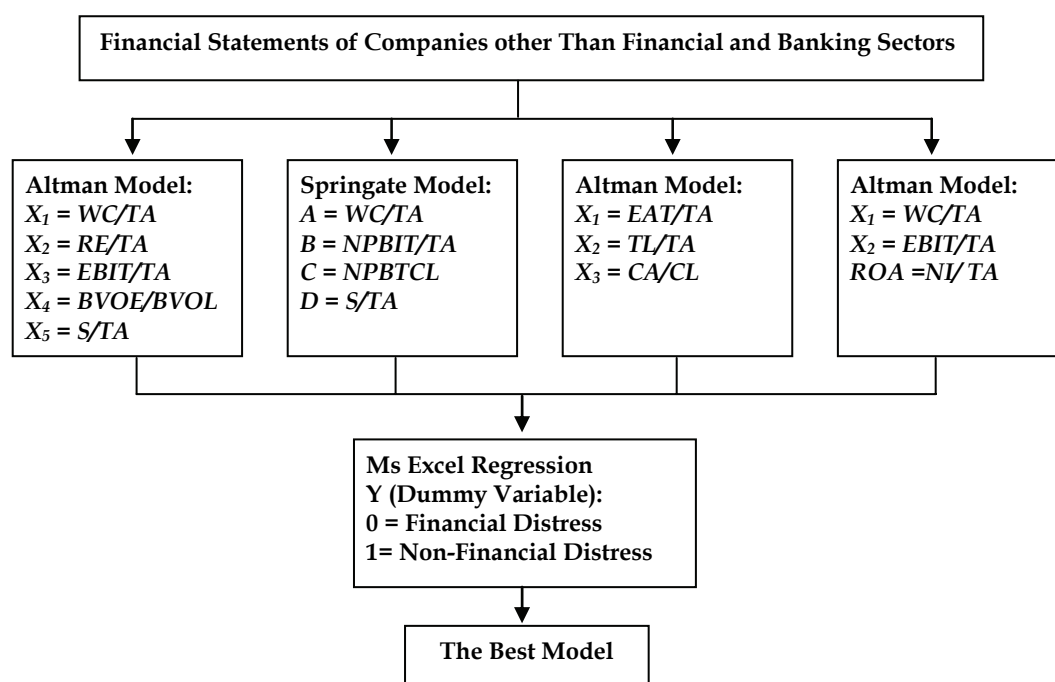 Financial Statements of Companies other Than Financial and Banking Sectors
Altman Model:
X₁ = WC/TA
X₂ = RE/TA
X₃ = EBIT/TA
X₄ = BVOE/BVOL
X₅ = S/TA
Springate Model:
A = WC/TA
B = NPBIT/TA
C = NPBTCL
D = S/TA
Altman Model:
X₁ = EAT/TA
X₂ = TL/TA
X₃ = CA/CL
Altman Model:
X₁ = WC/TA
X₂ = EBIT/TA
ROA =NI/ TA
Ms Excel Regression
Y (Dummy Variable):
0 = Financial Distress
1= Non-Financial Distress
The Best Model